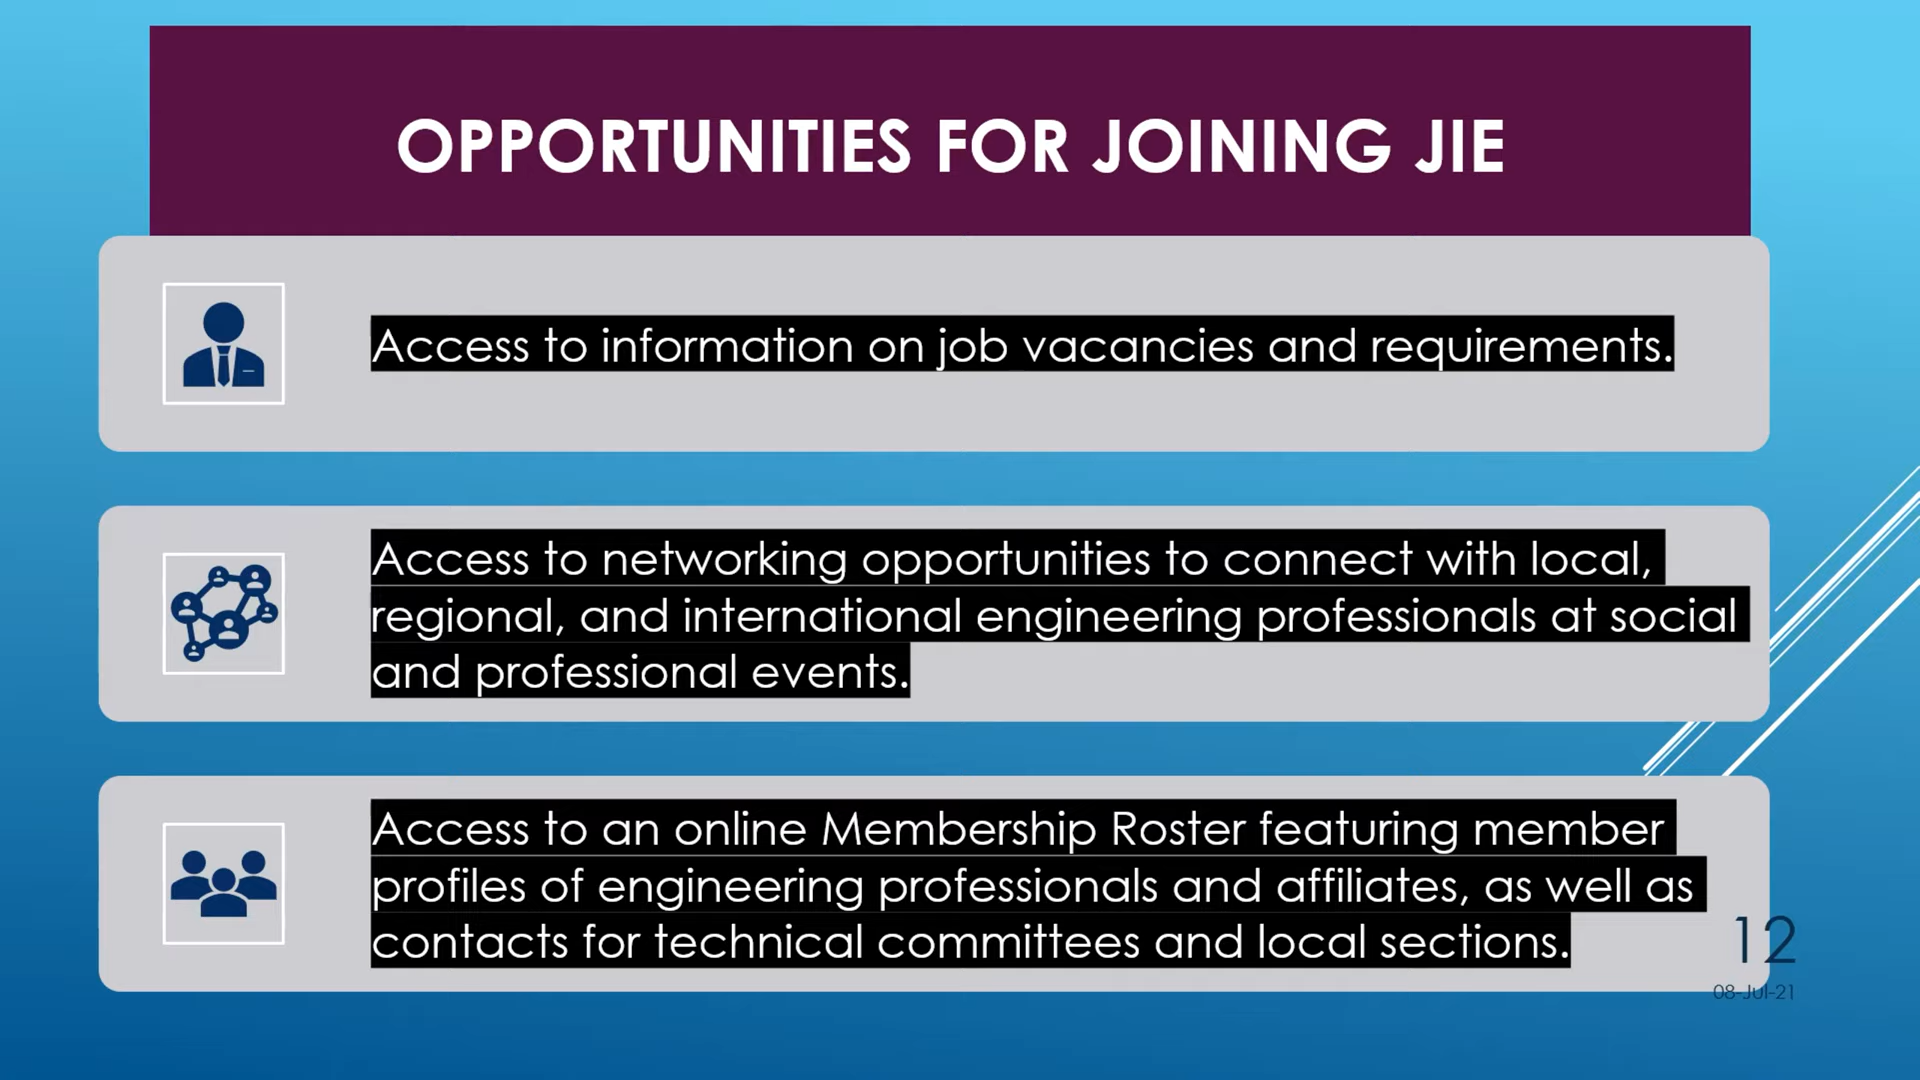 OPPORTUNITIES FOR JOINING JIE
Access to information on job vacancies and requirements.
Access to networking opportunities to connect with local,
regional, and international engineering professionals at social
and professional events.
Access to an online Membership Roster featuring member
profiles of engineering professionals and affiliates, as well as
contacts for technical committees and local sections.
12
08-Jul-21